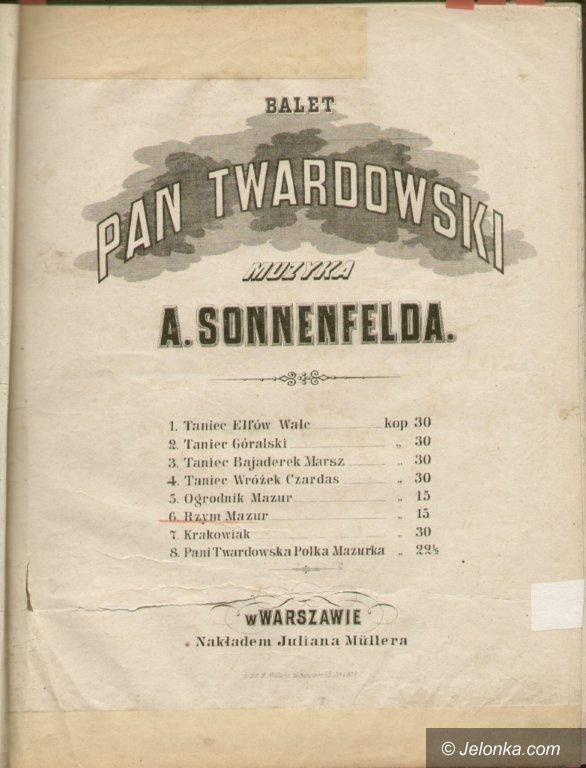 BALET
PAN TWARDOWSKI
MUZYKA
A. SONNENFELDA.
1. Taniec Elfów Walc kop 30
2. Taniec Góralski „ 30
3. Taniec Bajaderek Marsz „ 30
4. Taniec Wróżek Czardas „ 30
5. Ogrodnik Mazur „ 15
6. Rzym Mazur „ 15
7. Krakowiak „ 30
8. Pani Twardowska Polka Mazurka „ 22½
w WARSZAWIE
Nakładem Juliana Müllera
© Jelonka.com